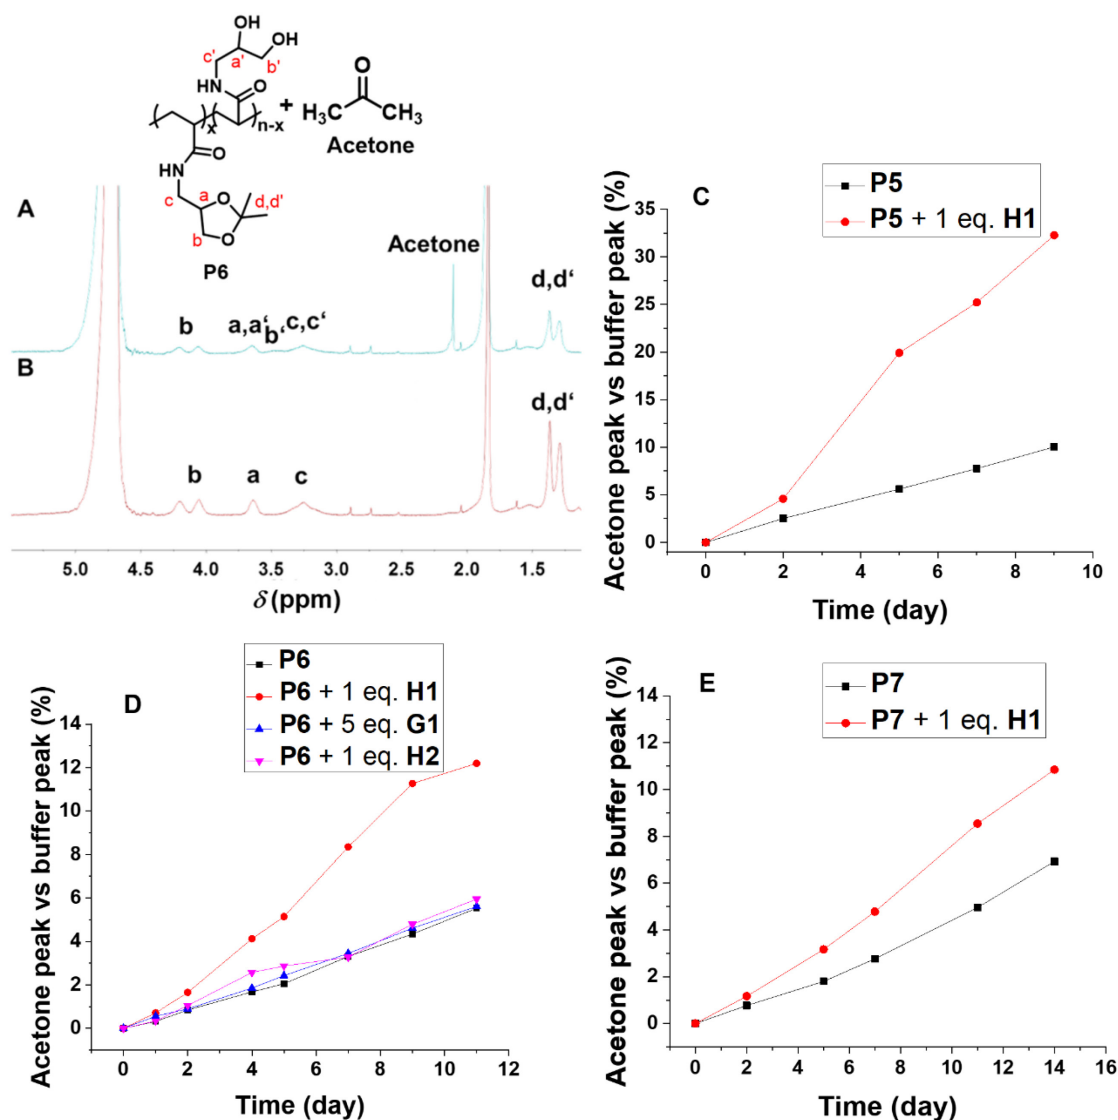 OH
OH
c'
a'
b'
HN
O
O
x
n-x
+
H₃C
CH₃
Acetone
O
HN
c
a
O
d,d'
b
O
P6
A
Acetone
d,d‘
b
a,a‘
b‘
c,c‘
B
d,d‘
b
a
c
5.0 4.5 4.0 3.5 3.0 2.5 2.0 1.5
δ (ppm)
C
P5
P5 + 1 eq. H1
Acetone peak vs buffer peak (%)
35
30
25
20
15
10
5
0
0 2 4 6 8 10
Time (day)
D
P6
P6 + 1 eq. H1
P6 + 5 eq. G1
P6 + 1 eq. H2
Acetone peak vs buffer peak (%)
14
12
10
8
6
4
2
0
0 2 4 6 8 10 12
Time (day)
E
P7
P7 + 1 eq. H1
Acetone peak vs buffer peak (%)
14
12
10
8
6
4
2
0
0 2 4 6 8 10 12 14 16
Time (day)